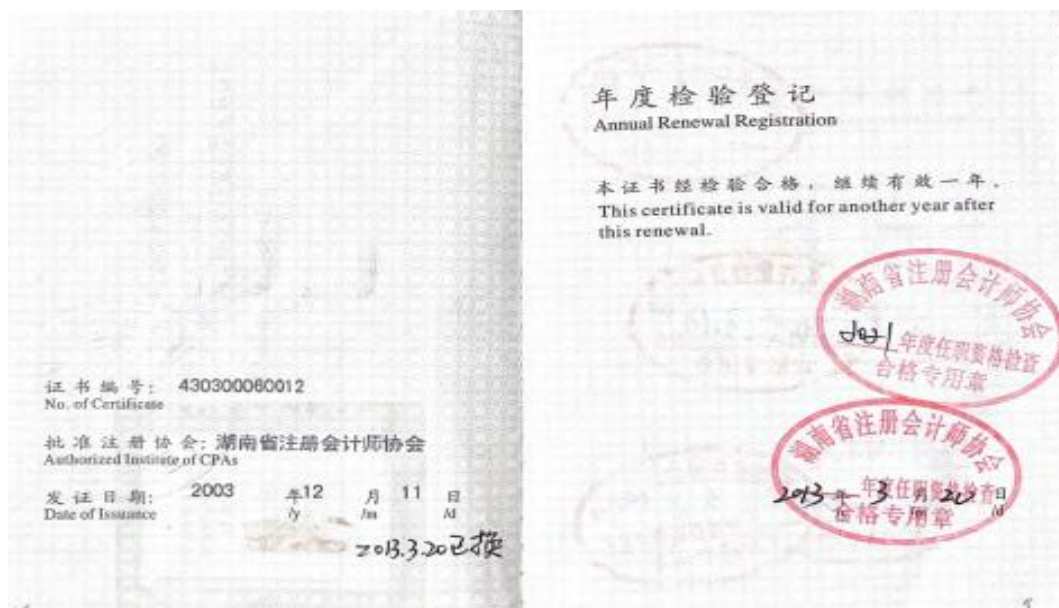 证书编号: 430300060012
No. of Certificate
批准注册协会: 湖南省注册会计师协会
Authorized Institute of CPAs
发证日期: 2003 年 12 月 11 日
Date of Issuance /y /m /d
2013.3.20已换
年度检验登记
Annual Renewal Registration
本证书经检验合格，继续有效一年。
This certificate is valid for another year after
this renewal.
湖南省注册会计师协会
2021 年度任职资格检查
合格专用章
湖南省注册会计师协会
年度任职资格检查
2013 年 3 月 20 日
/m /d
合格专用章
5